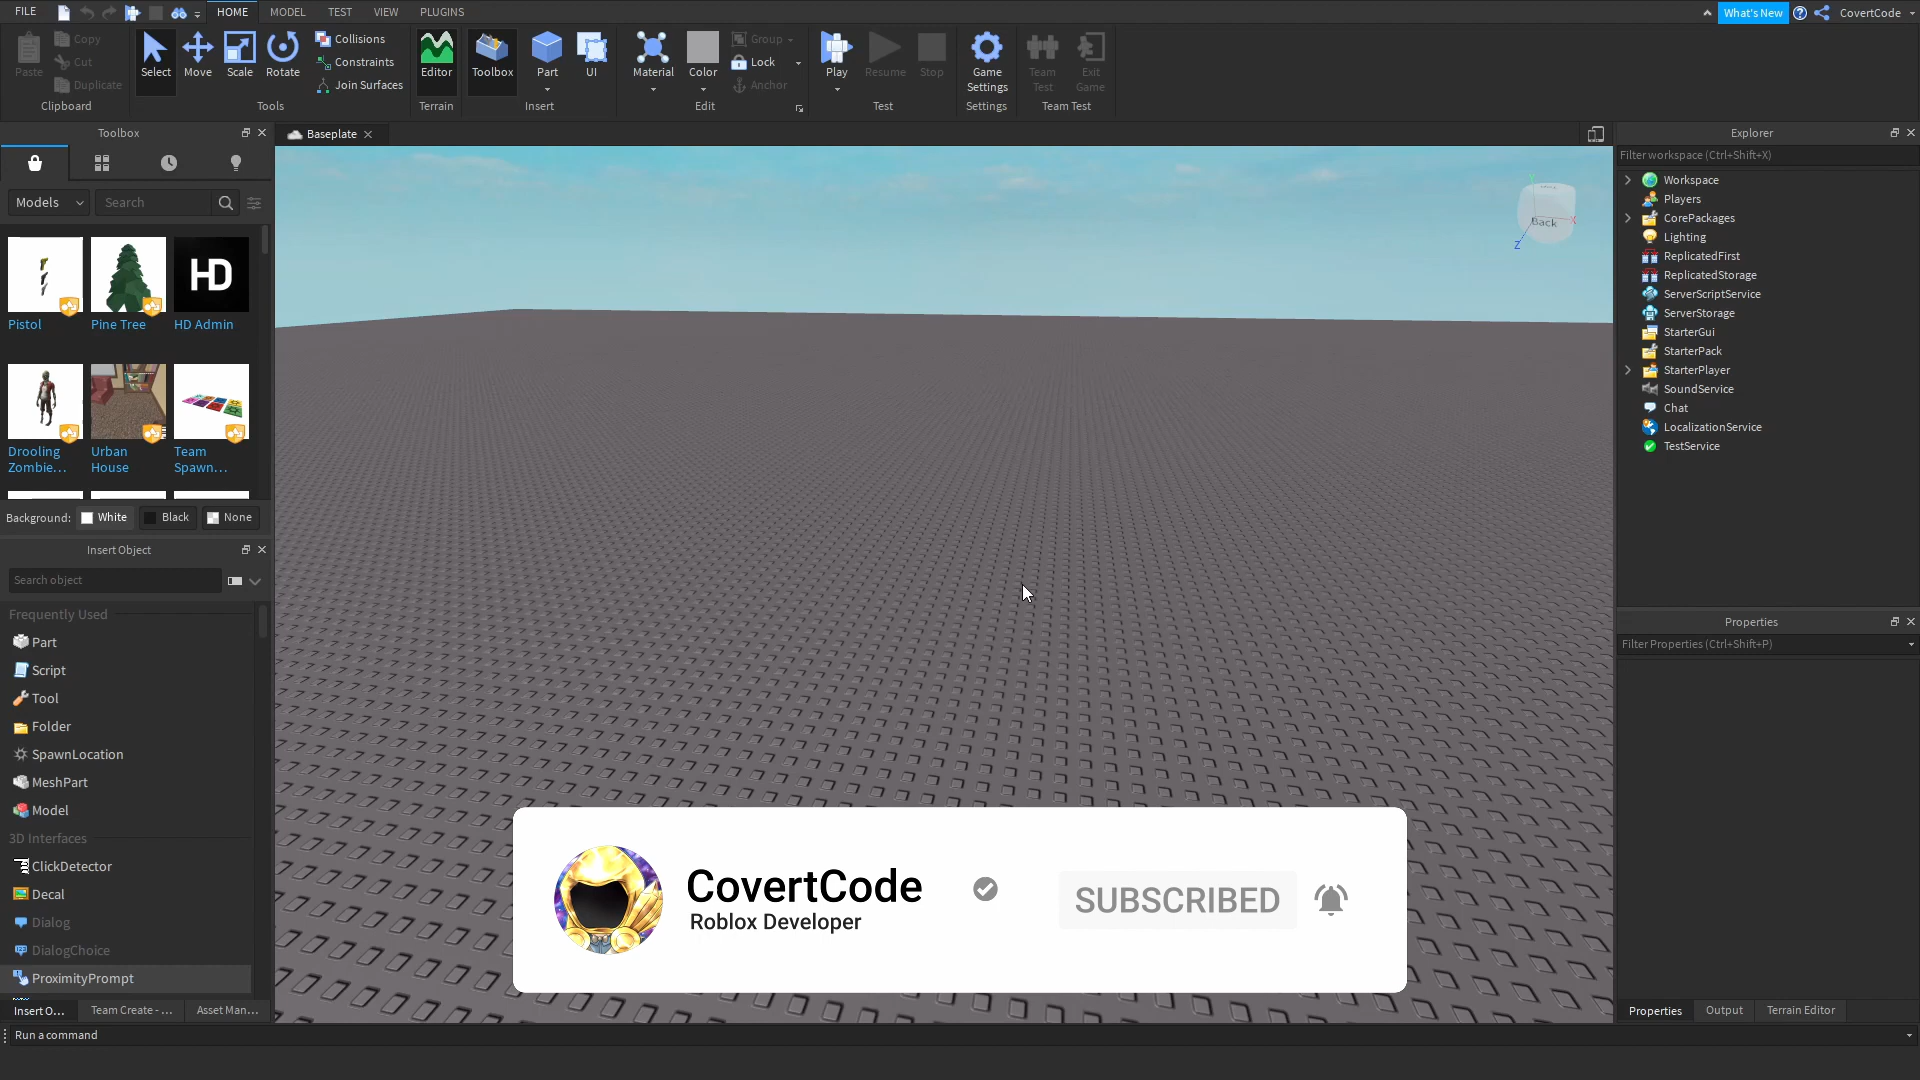 FILE HOME MODEL TEST VIEW PLUGINS What's New CovertCode
Paste Copy Cut Duplicate Clipboard
Select Move Scale Rotate Collisions Constraints Join Surfaces Tools
Editor Terrain
Toolbox Part UI Insert
Material Color Group Lock Anchor Edit
Play Resume Stop Test
Game Settings Settings
Team Test Exit Game Team Test
Toolbox
Models Search
Pistol Pine Tree HD Admin
HD
Drooling Zombie... Urban House Team Spawn...
Background: White Black None
Insert Object
Search object
Frequently Used
Part
Script
Tool
Folder
SpawnLocation
MeshPart
Model
3D Interfaces
ClickDetector
Decal
Dialog
DialogChoice
ProximityPrompt
Insert O... Team Create - ... Asset Man...
Run a command
Baseplate
Y
Back X
Z
CovertCode
Roblox Developer
SUBSCRIBED
Explorer
Filter workspace (Ctrl+Shift+X)
Workspace
Players
CorePackages
Lighting
ReplicatedFirst
ReplicatedStorage
ServerScriptService
ServerStorage
StarterGui
StarterPack
StarterPlayer
SoundService
Chat
LocalizationService
TestService
Properties
Filter Properties (Ctrl+Shift+P)
Properties Output Terrain Editor